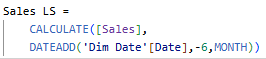 Sales LS =
CALCULATE([Sales],
DATEADD('Dim Date'[Date],-6,MONTH))